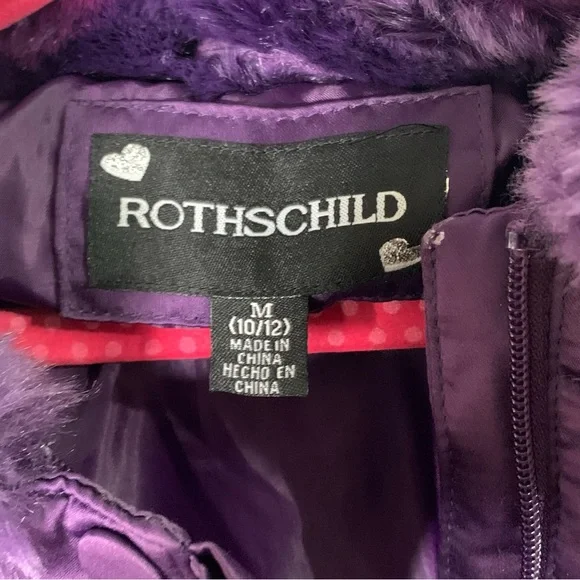 ROTHSCHILD
M
(10/12)
MADE IN
CHINA
HECHO EN
CHINA